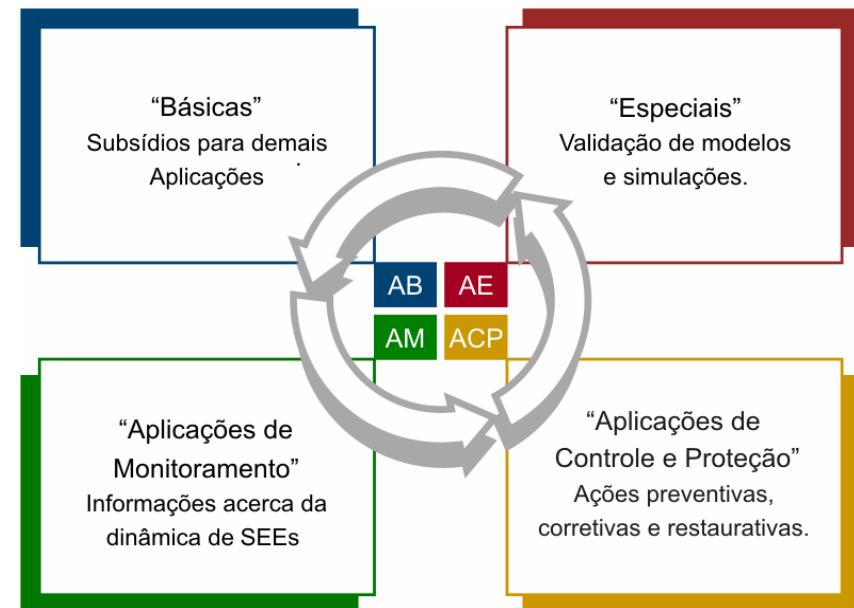 “Básicas”
Subsídios para demais
Aplicações
“Especiais”
Validação de modelos
e simulações.
AB
AE
AM
ACP
“Aplicações de
Monitoramento”
Informações acerca da
dinâmica de SEEs
“Aplicações de
Controle e Proteção”
Ações preventivas,
corretivas e restaurativas.